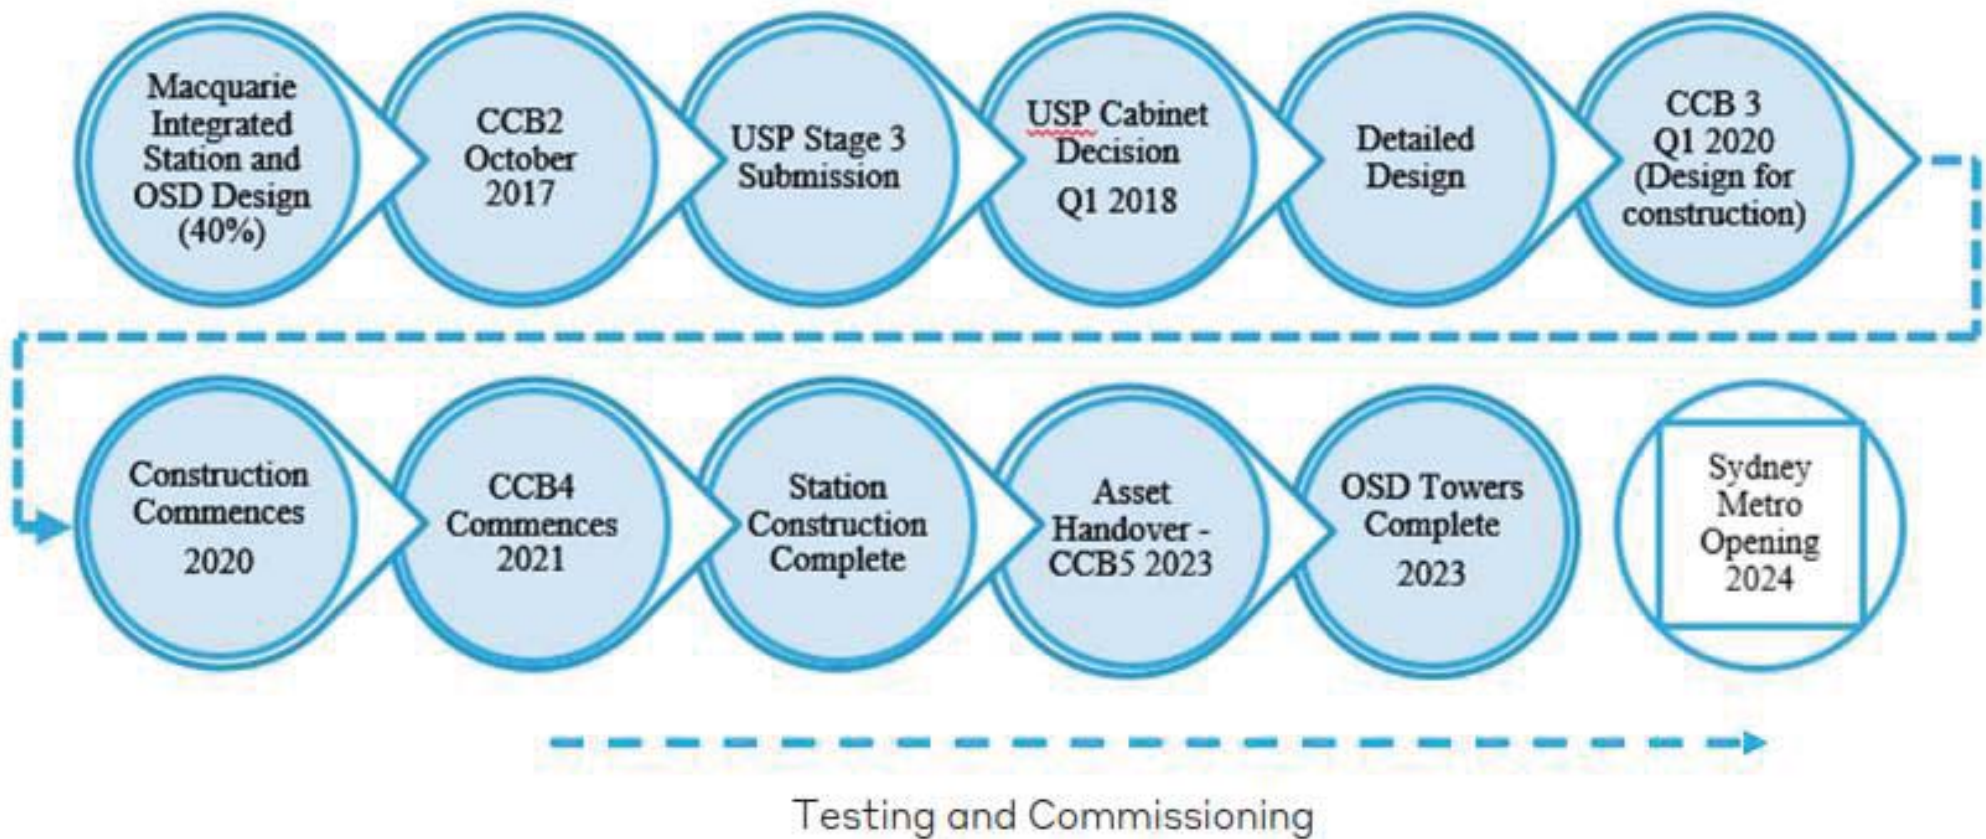 Macquarie
Integrated
Station and
OSD Design
(40%)
CCB2
October
2017
USP Stage 3
Submission
USP Cabinet
Decision
Q1 2018
Detailed
Design
CCB 3
Q1 2020
(Design for
construction)
Construction
Commences
2020
CCB4
Commences
2021
Station
Construction
Complete
Asset
Handover -
CCB5 2023
OSD Towers
Complete
2023
Sydney
Metro
Opening
2024
Testing and Commissioning